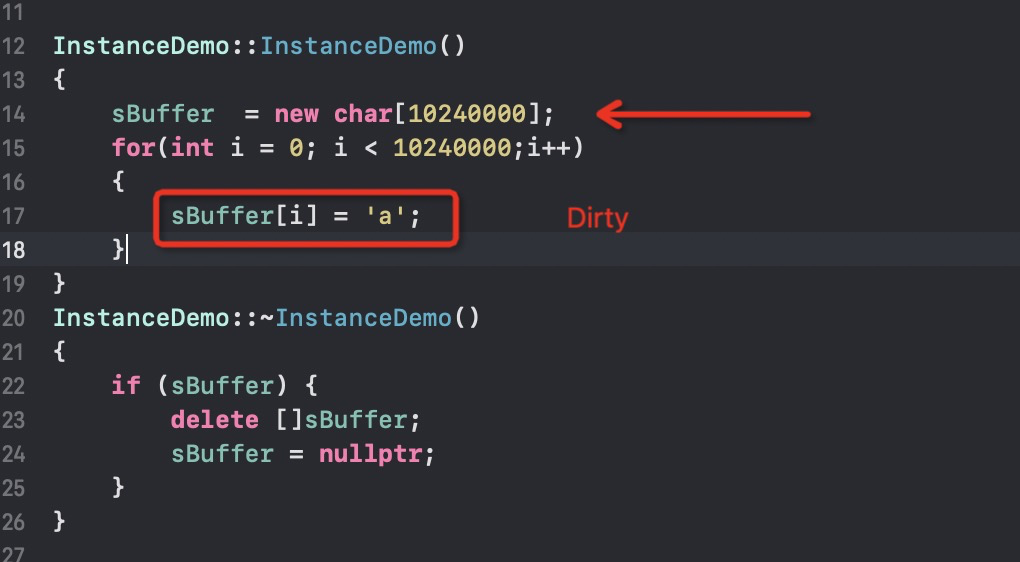 11
12 InstanceDemo::InstanceDemo()
13 {
14     sBuffer  = new char[10240000];
15     for(int i = 0; i < 10240000;i++)
16     {
17         sBuffer[i] = 'a'; Dirty
18     }
19 }
20 InstanceDemo::~InstanceDemo()
21 {
22     if (sBuffer) {
23         delete []sBuffer;
24         sBuffer = nullptr;
25     }
26 }
27